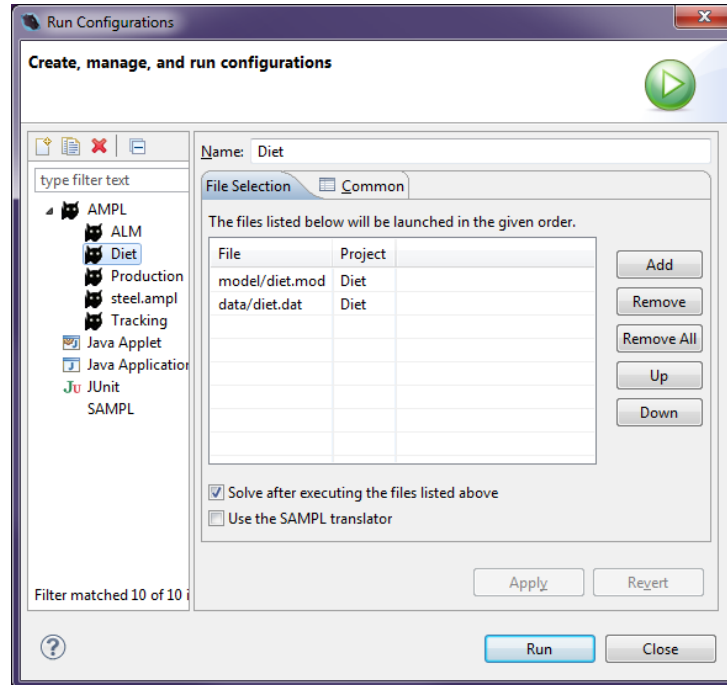 Run Configurations
Create, manage, and run configurations
type filter text
AMPL
ALM
Diet
Production
steel.ampl
Tracking
Java Applet
Java Application
JUnit
SAMPL
Filter matched 10 of 10 i
Name: Diet
File Selection Common
The files listed below will be launched in the given order.
File Project
model/diet.mod Diet
data/diet.dat Diet
Add
Remove
Remove All
Up
Down
Solve after executing the files listed above
Use the SAMPL translator
Apply Revert
Run Close